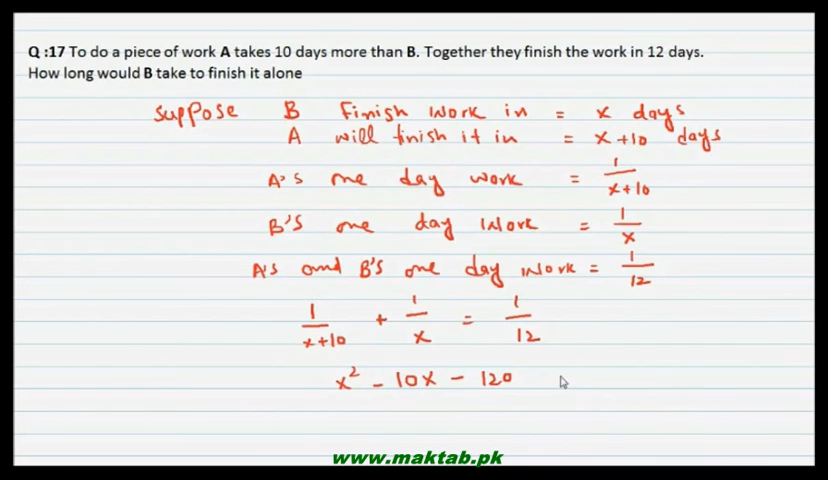 Q :17 To do a piece of work A takes 10 days more than B. Together they finish the work in 12 days.
How long would B take to finish it alone
Suppose B Finish work in = x days
A will finish it in = x+10 days
A's one day work = 1/(x+10)
B's one day work = 1/x
A's and B's one day work = 1/12
1/(x+10) + 1/x = 1/12
x² - 10x - 120
www.maktab.pk